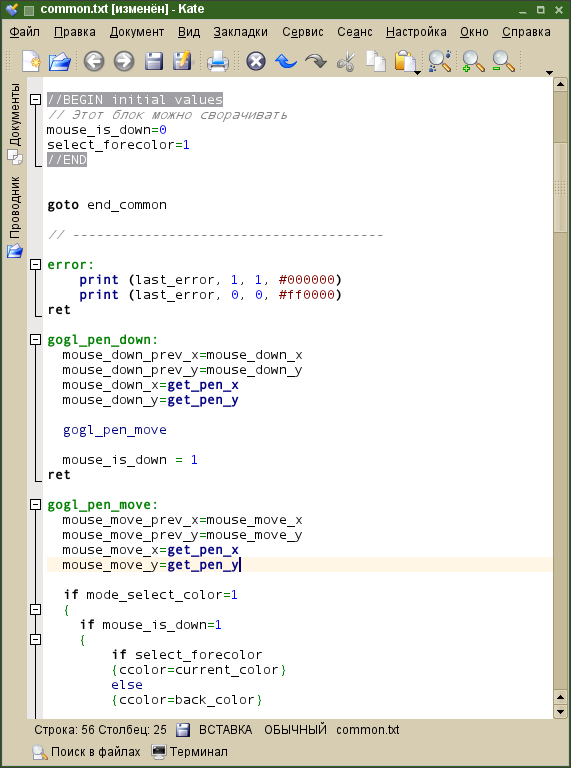 common.txt [изменён] - Kate
Файл Правка Документ Вид Закладки Сервис Сеанс Настройка Окно Справка
Документы
Проводник
//BEGIN initial values
// Этот блок можно сворачивать
mouse_is_down=0
select_forecolor=1
//END
goto end_common
// ---------------------------------------
error:
print (last_error, 1, 1, #000000)
print (last_error, 0, 0, #ff0000)
ret
gogl_pen_down:
mouse_down_prev_x=mouse_down_x
mouse_down_prev_y=mouse_down_y
mouse_down_x=get_pen_x
mouse_down_y=get_pen_y
gogl_pen_move
mouse_is_down = 1
ret
gogl_pen_move:
mouse_move_prev_x=mouse_move_x
mouse_move_prev_y=mouse_move_y
mouse_move_x=get_pen_x
mouse_move_y=get_pen_y
if mode_select_color=1
{
if mouse_is_down=1
{
if select_forecolor
{ccolor=current_color}
else
{ccolor=back_color}
Строка: 56 Столбец: 25 ВСТАВКА ОБЫЧНЫЙ common.txt
Поиск в файлах Терминал